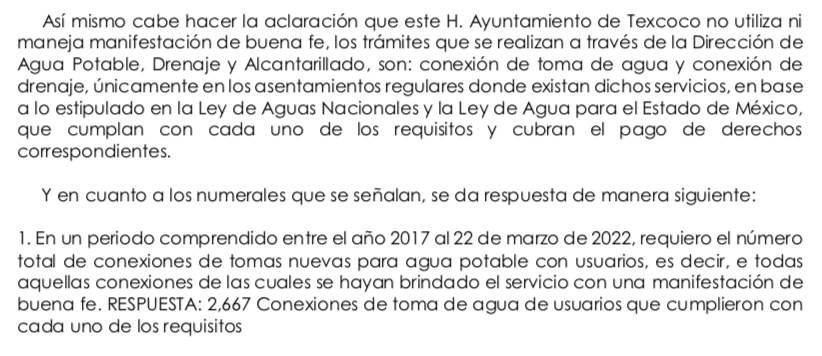 Así mismo cabe hacer la aclaración que este H. Ayuntamiento de Texcoco no utiliza ni
maneja manifestación de buena fe, los trámites que se realizan a través de la Dirección de
Agua Potable, Drenaje y Alcantarillado, son: conexión de toma de agua y conexión de
drenaje, únicamente en los asentamientos regulares donde existan dichos servicios, en base
a lo estipulado en la Ley de Aguas Nacionales y la Ley de Agua para el Estado de México,
que cumplan con cada uno de los requisitos y cubran el pago de derechos
correspondientes.
Y en cuanto a los numerales que se señalan, se da respuesta de manera siguiente:
1. En un periodo comprendido entre el año 2017 al 22 de marzo de 2022, requiero el número
total de conexiones de tomas nuevas para agua potable con usuarios, es decir, e todas
aquellas conexiones de las cuales se hayan brindado el servicio con una manifestación de
buena fe. RESPUESTA: 2,667 Conexiones de toma de agua de usuarios que cumplieron con
cada uno de los requisitos